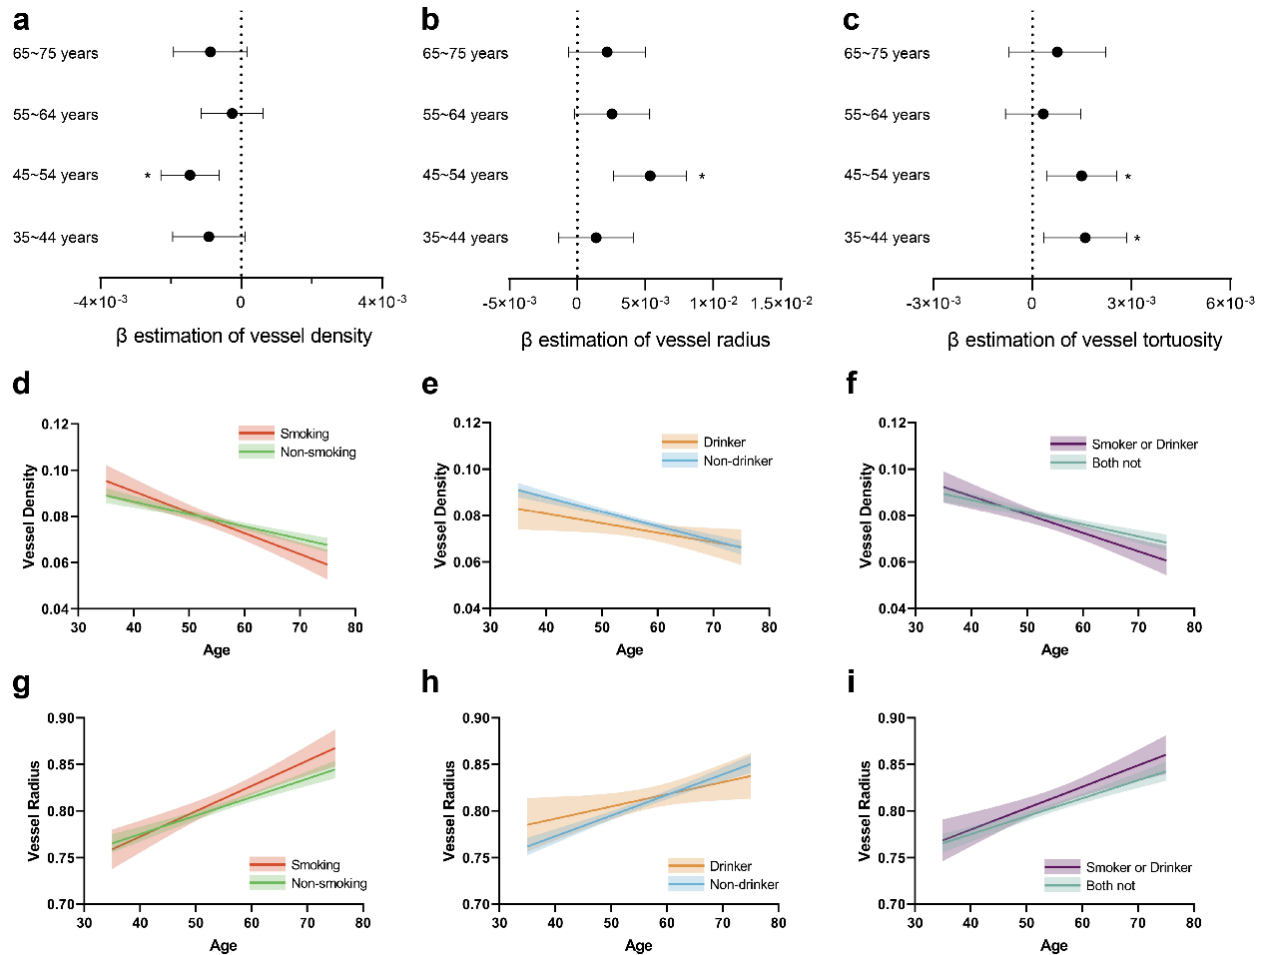 a
65~75 years
55~64 years
* 45~54 years
35~44 years
-4×10-3 0 4×10-3
β estimation of vessel density
b
65~75 years
55~64 years
45~54 years *
35~44 years
-5×10-3 0 5×10-3 1×10-2 1.5×10-2
β estimation of vessel radius
c
65~75 years
55~64 years
45~54 years *
35~44 years *
-3×10-3 0 3×10-3 6×10-3
β estimation of vessel tortuosity
d
Vessel Density
0.12
0.10
0.08
0.06
0.04
Smoking
Non-smoking
30 40 50 60 70 80
Age
e
Vessel Density
0.12
0.10
0.08
0.06
0.04
Drinker
Non-drinker
30 40 50 60 70 80
Age
f
Vessel Density
0.12
0.10
0.08
0.06
0.04
Smoker or Drinker
Both not
30 40 50 60 70 80
Age
g
Vessel Radius
0.90
0.85
0.80
0.75
0.70
Smoking
Non-smoking
30 40 50 60 70 80
Age
h
Vessel Radius
0.90
0.85
0.80
0.75
0.70
Drinker
Non-drinker
30 40 50 60 70 80
Age
i
Vessel Radius
0.90
0.85
0.80
0.75
0.70
Smoker or Drinker
Both not
30 40 50 60 70 80
Age